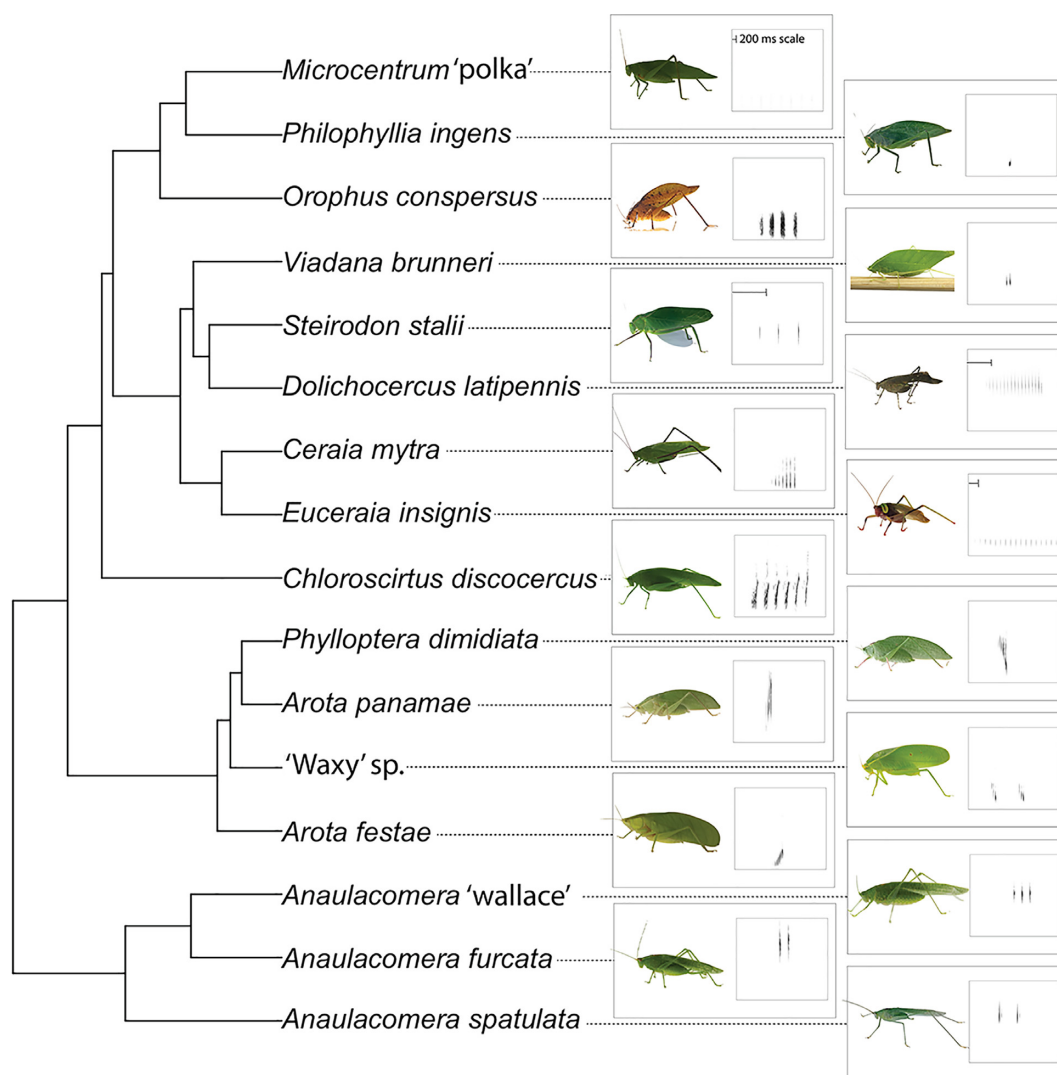 200 ms scale
Microcentrum 'polka'
Philophyllia ingens
Orophus conspersus
Viadana brunneri
Steirodon stalii
Dolichocercus latipennis
Ceraia mytra
Euceraia insignis
Chloroscirtus discocercus
Phylloptera dimidiata
Arota panamae
'Waxy' sp.
Arota festae
Anaulacomera 'wallace'
Anaulacomera furcata
Anaulacomera spatulata